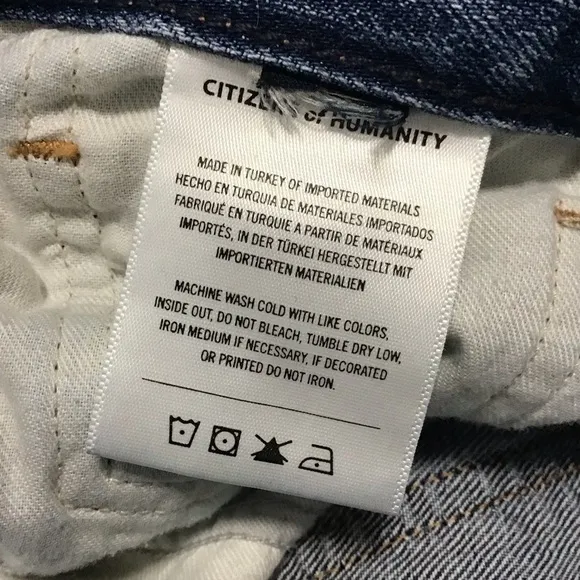 CITIZENS of HUMANITY
MADE IN TURKEY OF IMPORTED MATERIALS
HECHO EN TURQUIA DE MATERIALES IMPORTADOS
FABRIQUÉ EN TURQUIE A PARTIR DE MATÉRIAUX
IMPORTÉS, IN DER TÜRKEI HERGESTELLT MIT
IMPORTIERTEN MATERIALIEN
MACHINE WASH COLD WITH LIKE COLORS,
INSIDE OUT, DO NOT BLEACH, TUMBLE DRY LOW,
IRON MEDIUM IF NECESSARY, IF DECORATED
OR PRINTED DO NOT IRON.